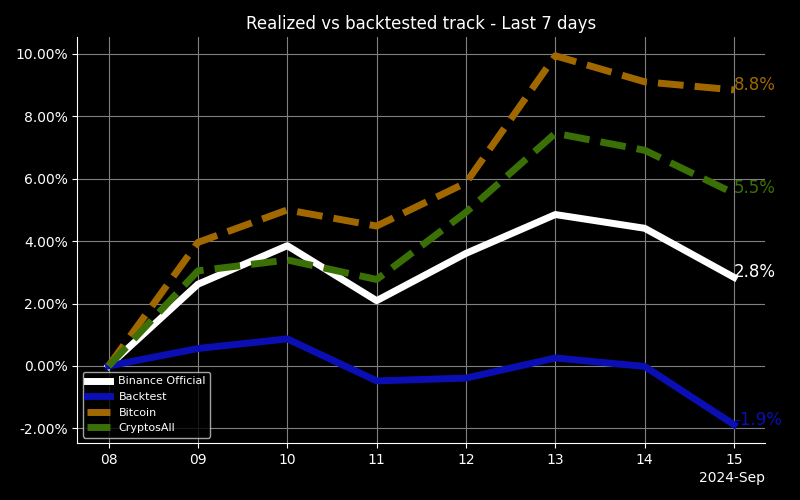 Realized vs backtested track - Last 7 days
10.00%
8.00%
6.00%
4.00%
2.00%
0.00%
-2.00%
8.8%
5.5%
2.8%
-1.9%
Binance Official
Backtest
Bitcoin
CryptosAll
08 09 10 11 12 13 14 15
2024-Sep